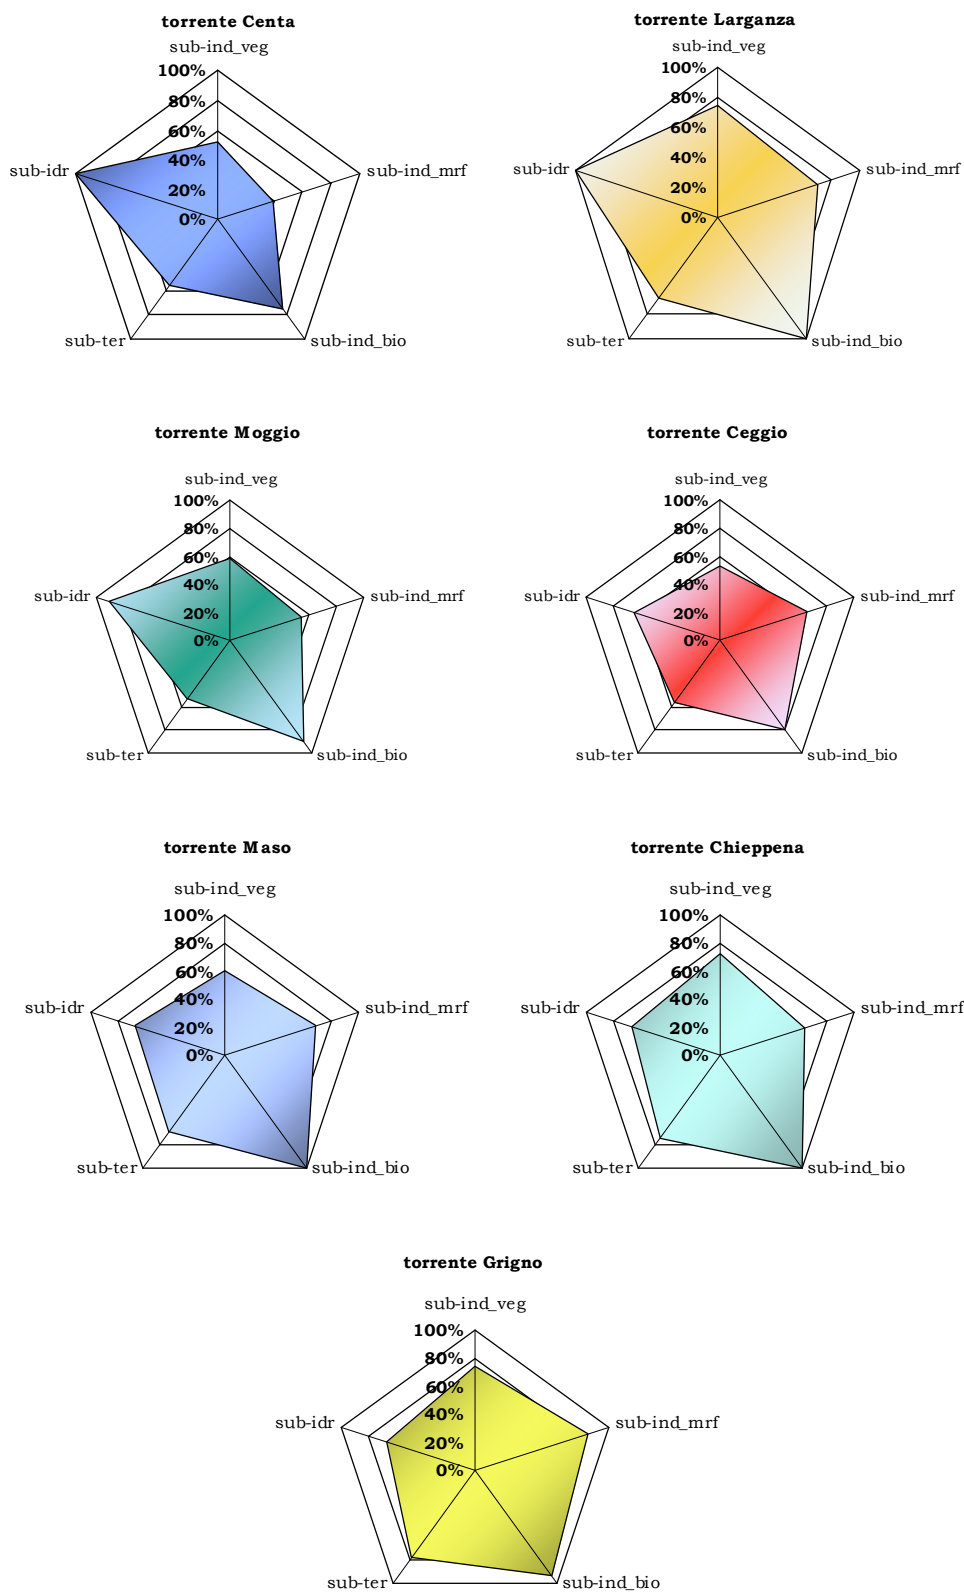 torrente Centa
sub-ind_veg
100%
80%
60%
40%
20%
0%
sub-idr
sub-ind_mrf
sub-ter
sub-ind_bio
torrente Larganza
sub-ind_veg
100%
80%
60%
40%
20%
0%
sub-idr
sub-ind_mrf
sub-ter
sub-ind_bio
torrente Moggio
sub-ind_veg
100%
80%
60%
40%
20%
0%
sub-idr
sub-ind_mrf
sub-ter
sub-ind_bio
torrente Ceggio
sub-ind_veg
100%
80%
60%
40%
20%
0%
sub-idr
sub-ind_mrf
sub-ter
sub-ind_bio
torrente Maso
sub-ind_veg
100%
80%
60%
40%
20%
0%
sub-idr
sub-ind_mrf
sub-ter
sub-ind_bio
torrente Chieppena
sub-ind_veg
100%
80%
60%
40%
20%
0%
sub-idr
sub-ind_mrf
sub-ter
sub-ind_bio
torrente Grigno
sub-ind_veg
100%
80%
60%
40%
20%
0%
sub-idr
sub-ind_mrf
sub-ter
sub-ind_bio